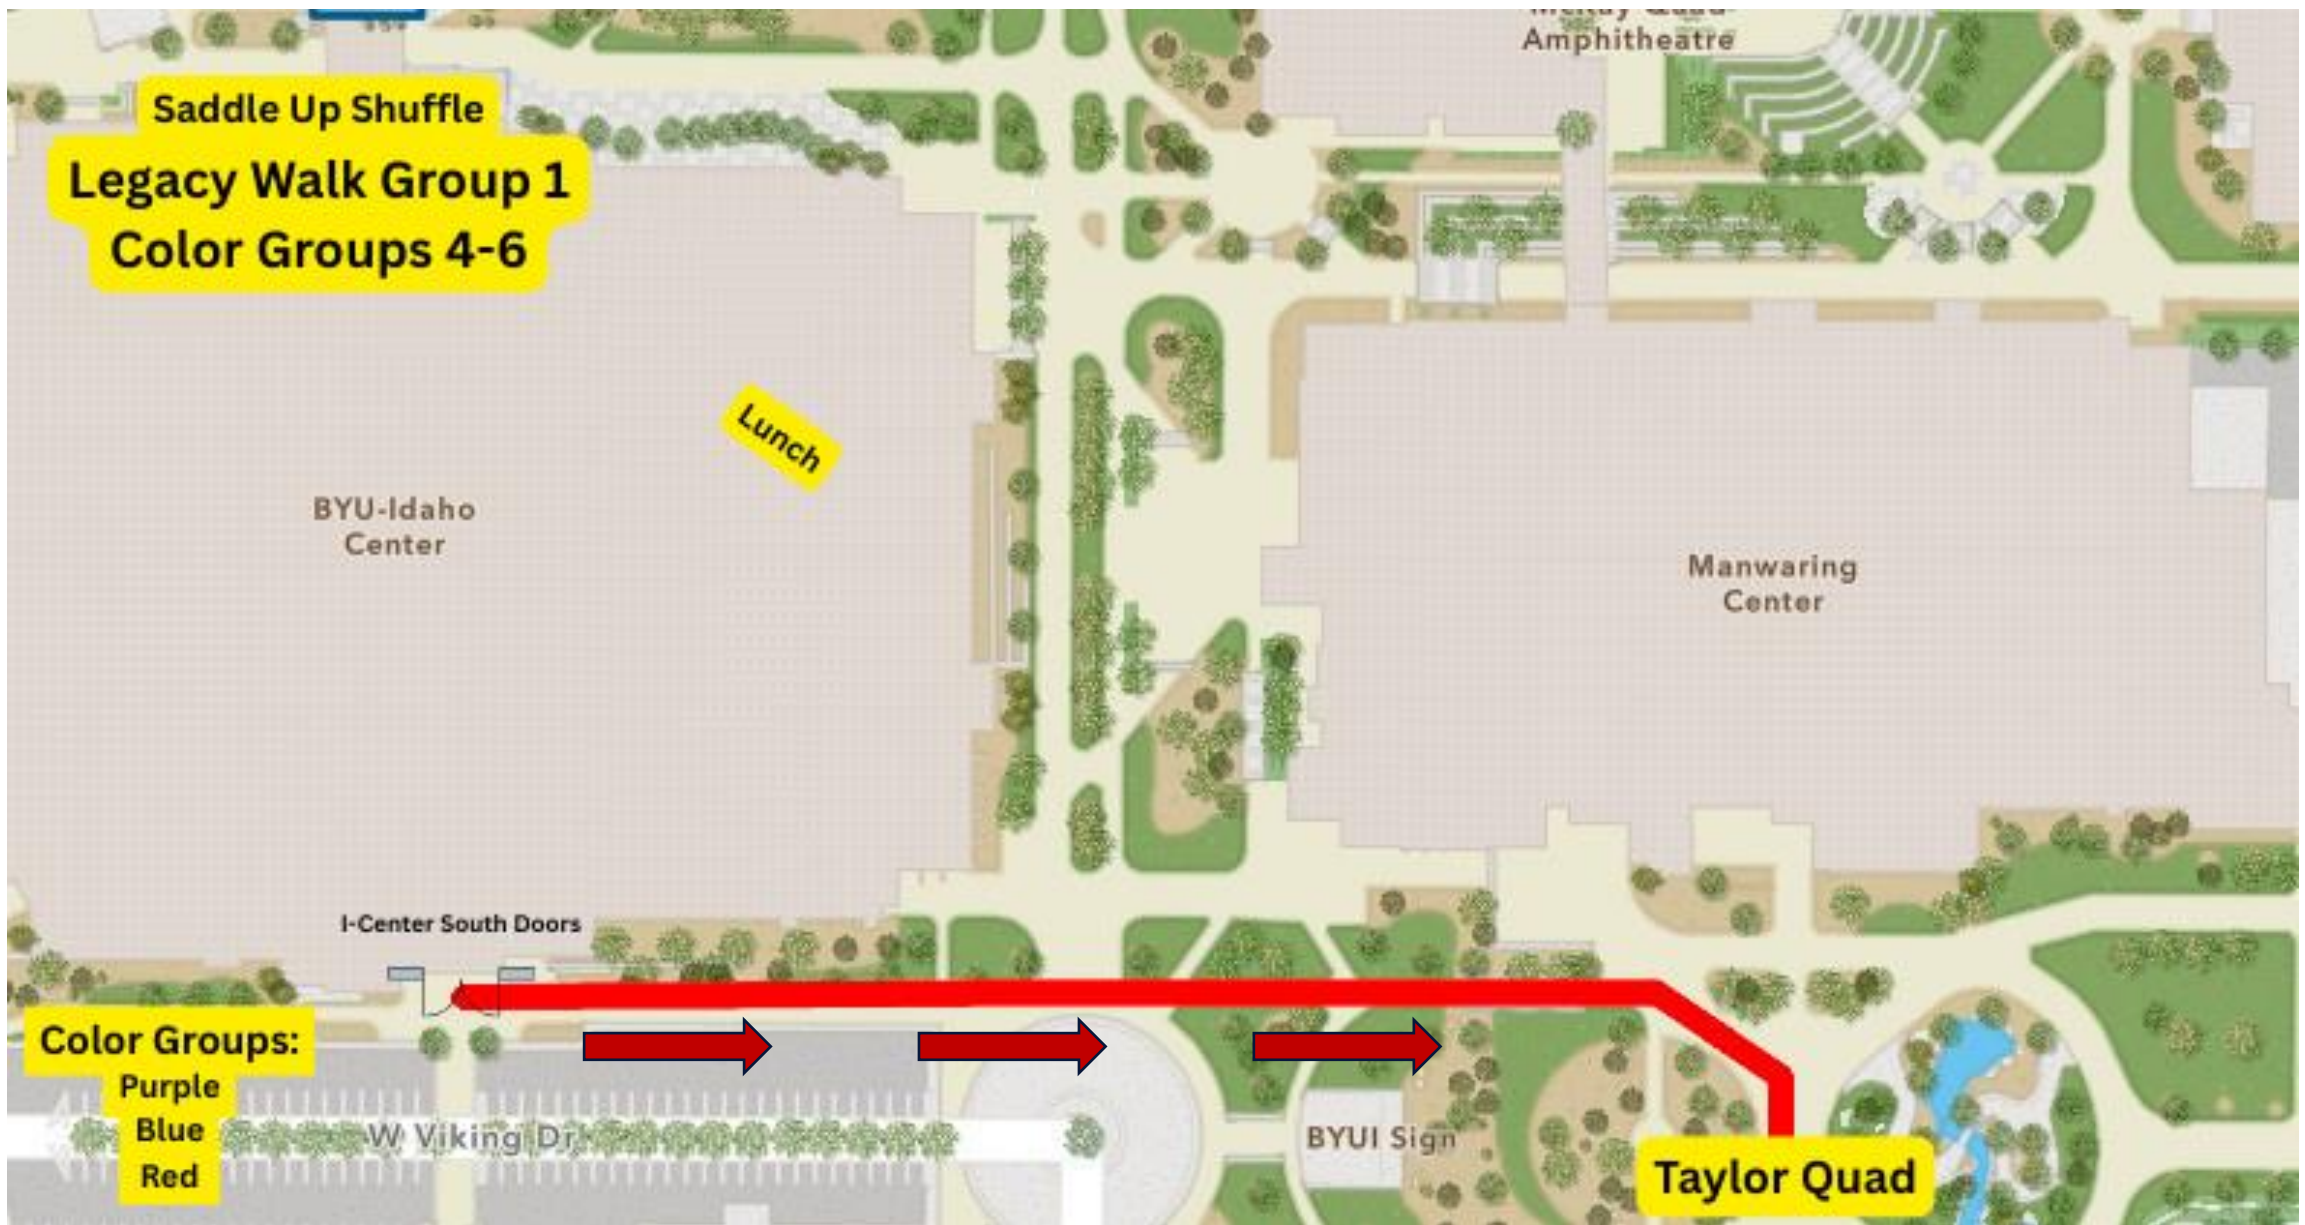 Amphitheatre
Saddle Up Shuffle
Legacy Walk Group 1
Color Groups 4-6
Lunch
BYU-Idaho
Center
Manwaring
Center
I-Center South Doors
Color Groups:
Purple
Blue
Red
W Viking Dr
BYUI Sign
Taylor Quad